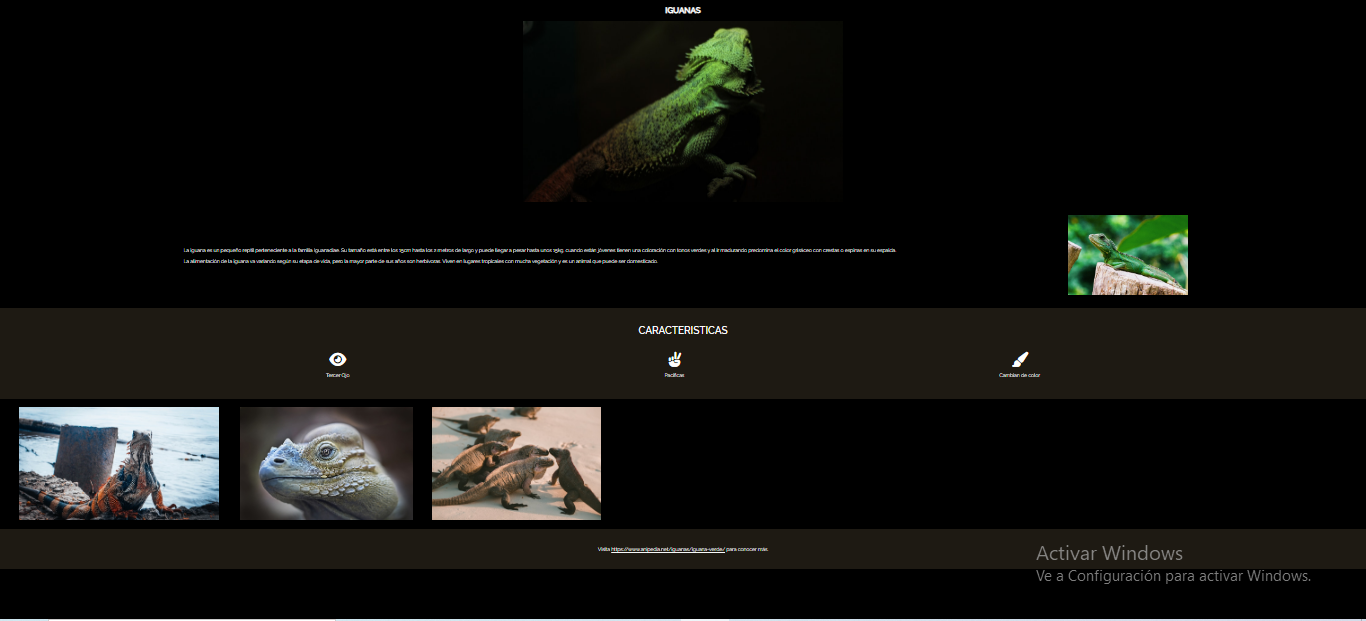 IGUANAS
La iguana es un pequeño reptil perteneciente a la familia iguanadiae. Su tamaño está entre los 15cm hasta los 2 metros de largo y puede llegar a pesar hasta unos 15kg. cuando están jóvenes tienen una coloración con tonos verdes y al ir madurando predomina el color grisáceo con crestas o espinas en su espalda.
La alimentación de la iguana va variando según su etapa de vida, pero la mayor parte de sus años son herbívoras. Viven en lugares tropicales con mucha vegetación y es un animal que puede ser domesticado.
CARACTERISTICAS
Tercer Ojo
Pacíficas
Cambian de color
Visita https://www.anipedia.net/iguanas/iguana-verde/ para conocer más
Activar Windows
Ve a Configuración para activar Windows.